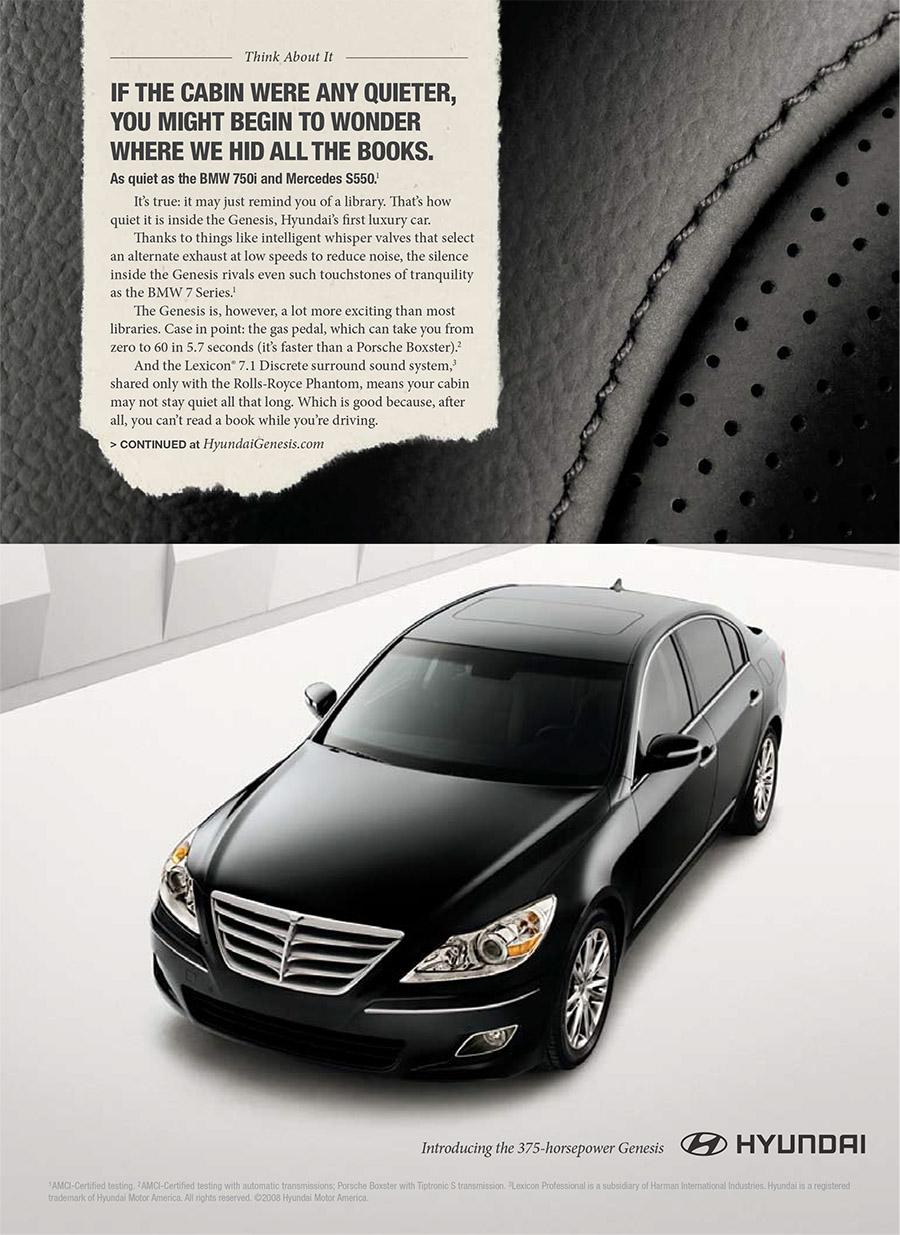 Think About It
IF THE CABIN WERE ANY QUIETER,
YOU MIGHT BEGIN TO WONDER
WHERE WE HID ALL THE BOOKS.
As quiet as the BMW 750i and Mercedes S550.¹
It's true: it may just remind you of a library. That's how
quiet it is inside the Genesis, Hyundai's first luxury car.
Thanks to things like intelligent whisper valves that select
an alternate exhaust at low speeds to reduce noise, the silence
inside the Genesis rivals even such touchstones of tranquility
as the BMW 7 Series.¹
The Genesis is, however, a lot more exciting than most
libraries. Case in point: the gas pedal, which can take you from
zero to 60 in 5.7 seconds (it's faster than a Porsche Boxster).²
And the Lexicon® 7.1 Discrete surround sound system,³
shared only with the Rolls-Royce Phantom, means your cabin
may not stay quiet all that long. Which is good because, after
all, you can't read a book while you're driving.
> CONTINUED at HyundaiGenesis.com
Introducing the 375-horsepower Genesis HYUNDAI
¹AMCI-Certified testing. ²AMCI-Certified testing with automatic transmissions; Porsche Boxster with Tiptronic S transmission. ³Lexicon Professional is a subsidiary of Harman International Industries. Hyundai is a registered
trademark of Hyundai Motor America. All rights reserved. ©2008 Hyundai Motor America.